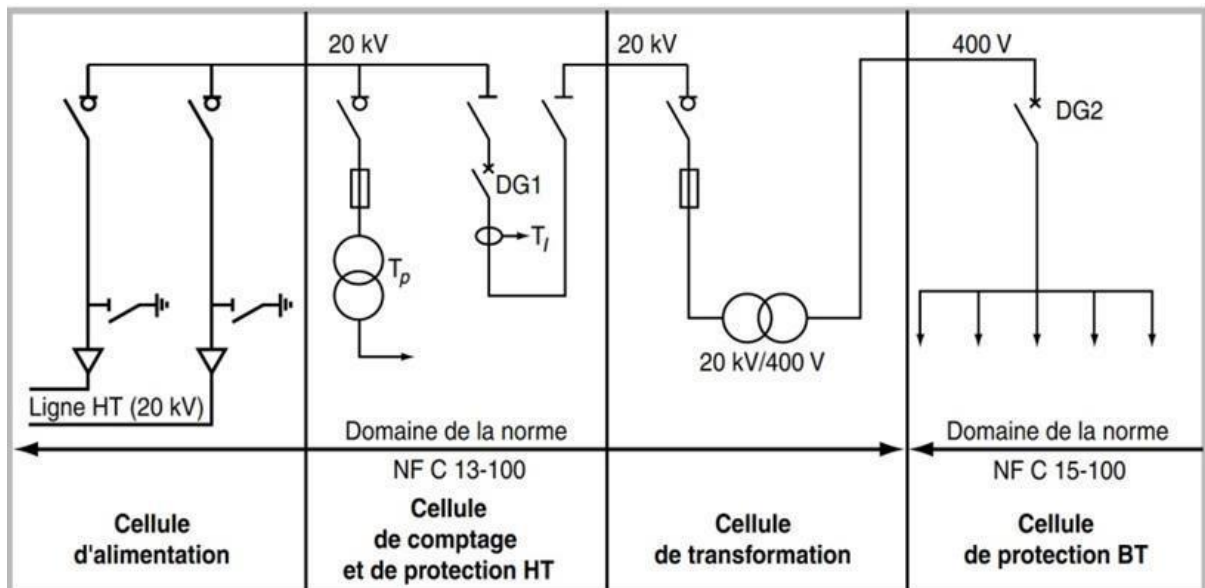 20 kV
20 kV
400 V
DG2
DG1
T_I
T_p
20 kV/400 V
Ligne HT (20 kV)
Domaine de la norme
NF C 13-100
Domaine de la norme
NF C 15-100
Cellule
d'alimentation
Cellule
de comptage
et de protection HT
Cellule
de transformation
Cellule
de protection BT